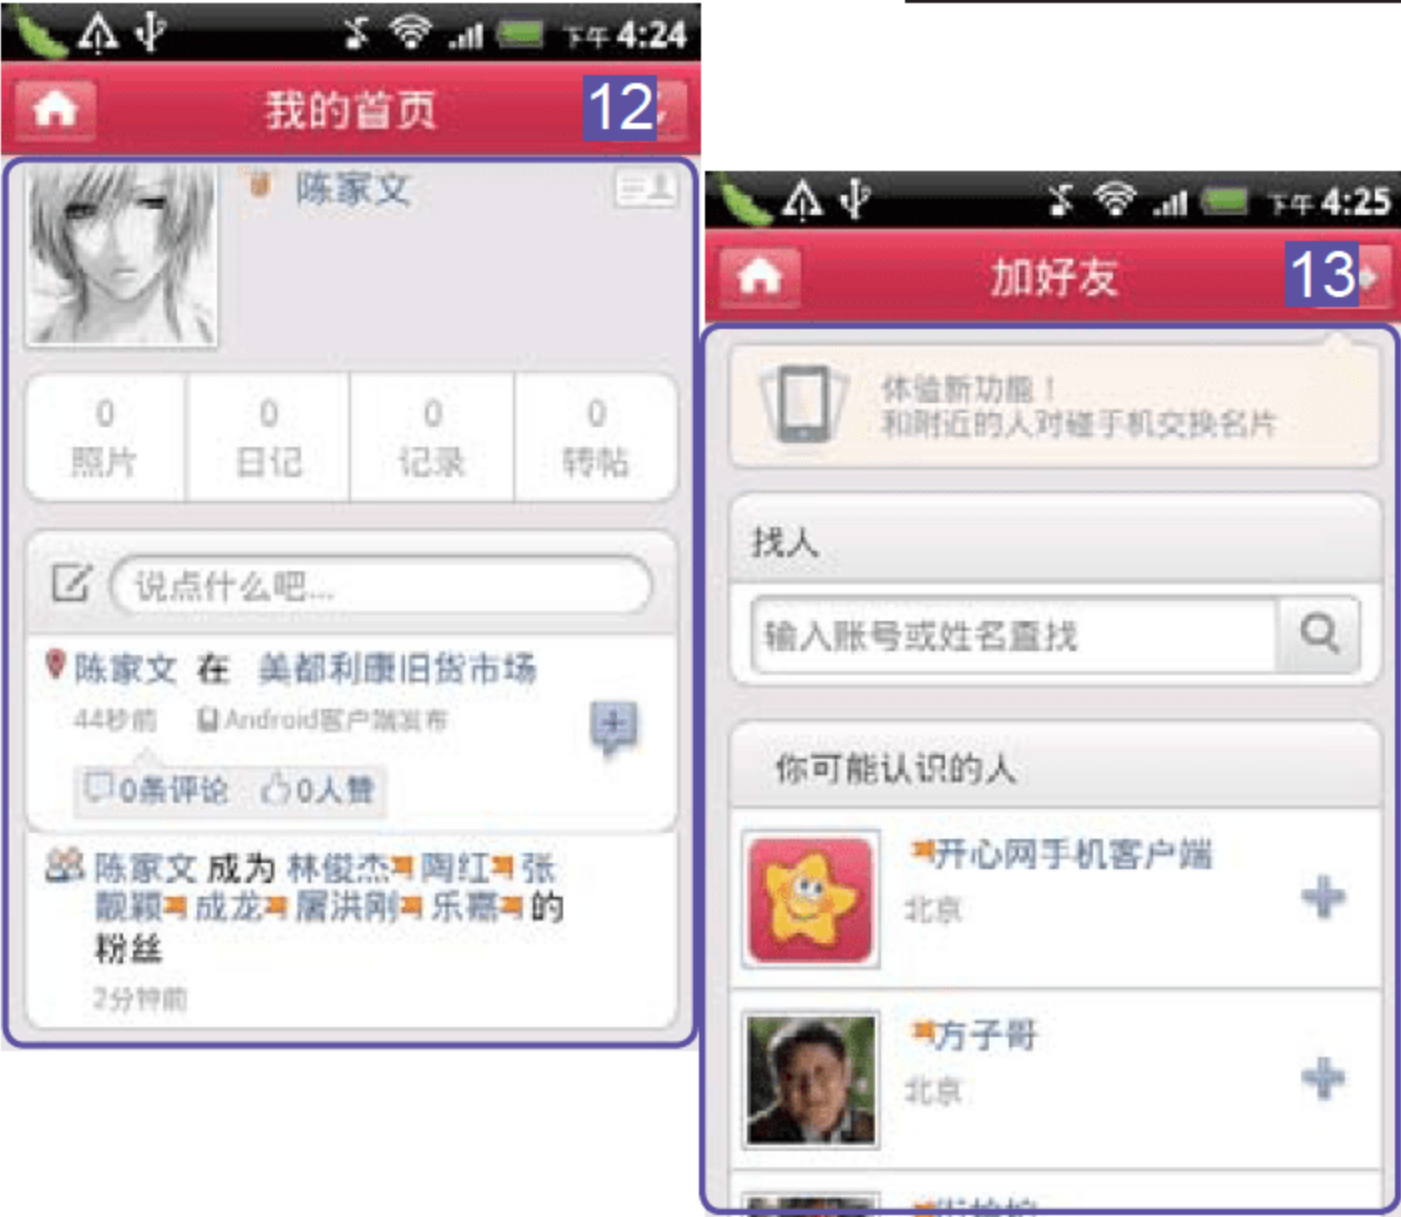 下午 4:24
我的首页
12
陈家文
0
照片
0
日记
0
记录
0
转帖
说点什么吧...
陈家文 在 美都利康旧货市场
44秒前 Android客户端发布
0条评论 0人赞
陈家文 成为 林俊杰 陶红 张
靓颖 成龙 屠洪刚 乐嘉 的
粉丝
2分钟前
下午 4:25
加好友
13
体验新功能！
和附近的人对碰手机交换名片
找人
输入账号或姓名查找
你可能认识的人
开心网手机客户端
北京
方子哥
北京